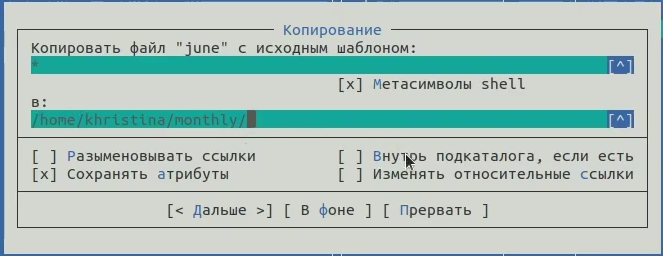 Копирование
Копировать файл "june" с исходным шаблоном:
* [^]
[x] Метасимволы shell
в:
/home/khristina/monthly/ [^]
[ ] Разыменовывать ссылки [ ] Внутрь подкаталога, если есть
[x] Сохранять атрибуты [ ] Изменять относительные ссылки
[< Дальше >] [ В фоне ] [ Прервать ]